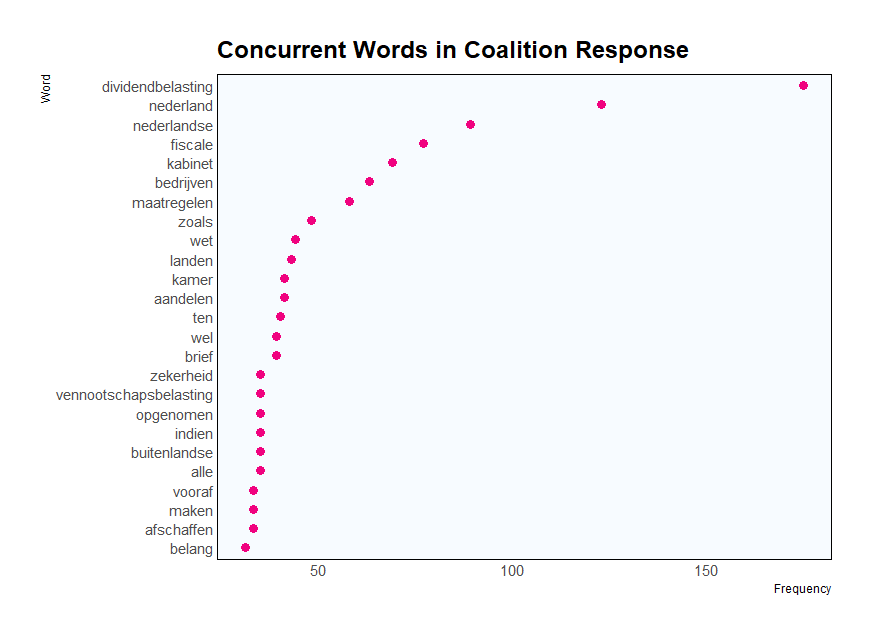 Concurrent Words in Coalition Response
Word
dividendbelasting
nederland
nederlandse
fiscale
kabinet
bedrijven
maatregelen
zoals
wet
landen
kamer
aandelen
ten
wel
brief
zekerheid
vennootschapsbelasting
opgenomen
indien
buitenlandse
alle
vooraf
maken
afschaffen
belang
50 100 150
Frequency